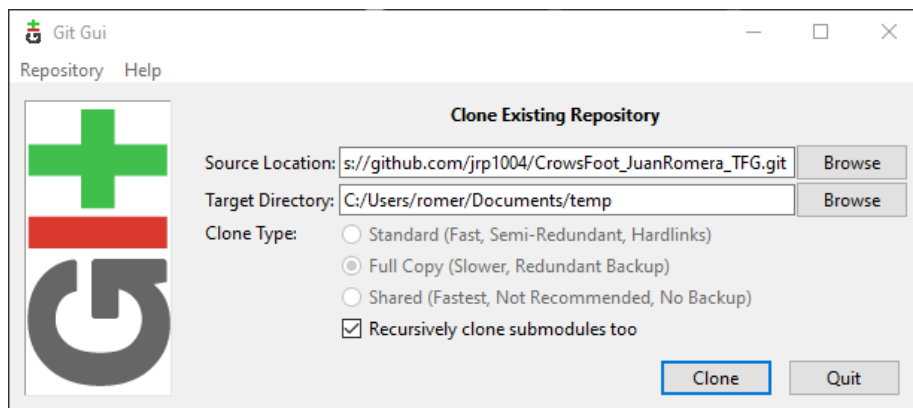 Git Gui
Repository Help
Clone Existing Repository
Source Location: s://github.com/jrp1004/CrowsFoot_JuanRomera_TFG.git Browse
Target Directory: C:/Users/romer/Documents/temp Browse
Clone Type: Standard (Fast, Semi-Redundant, Hardlinks)
Full Copy (Slower, Redundant Backup)
Shared (Fastest, Not Recommended, No Backup)
Recursively clone submodules too
Clone Quit
GIT